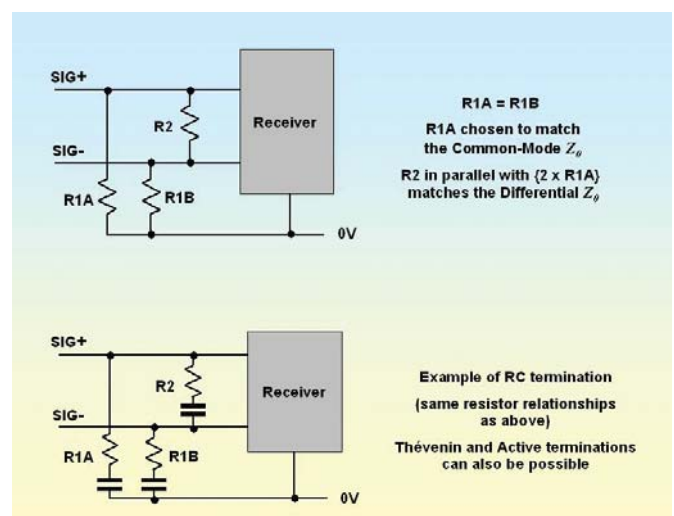 SIG+
R2
Receiver
SIG-
R1A
R1B
0V
R1A = R1B
R1A chosen to match
the Common-Mode Z₀
R2 in parallel with {2 x R1A}
matches the Differential Z₀
SIG+
R2
Receiver
SIG-
R1A
R1B
0V
Example of RC termination
(same resistor relationships
as above)
Thévenin and Active terminations
can also be possible